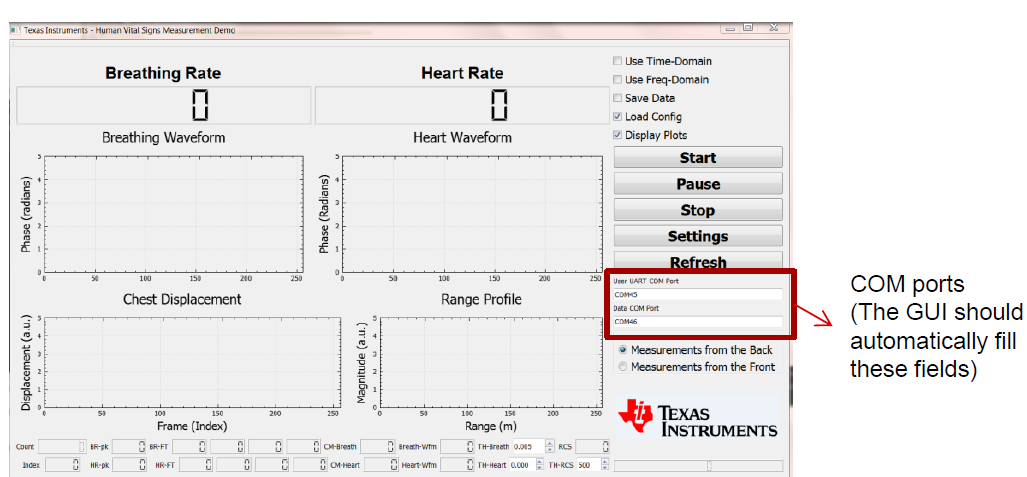 Texas Instruments - Human Vital Signs Measurement Demo
Breathing Rate
Heart Rate
0
0
Breathing Waveform
Heart Waveform
Phase (radians)
5
4
3
2
1
0
0 50 100 150 200 250
Phase (Radians)
5
4
3
2
1
0
0 50 100 150 200 250
Chest Displacement
Range Profile
Displacement (a.u.)
5
4
3
2
1
0
0 50 100 150 200 250
Frame (Index)
Magnitude (a.u.)
5
4
3
2
1
0
0 50 100 150 200 250
Range (m)
Count 0 BR-pk 0 BR-FT 0 0 0 0 CM-Breath 0 Breath-Wfm 0 TH-Breath 0.005 RCS 0
Index 0 HR-pk 0 HR-FT 0 0 0 0 CM-Heart 0 Heart-Wfm 0 TH-Heart 0.000 TH-RCS 500
Use Time-Domain
Use Freq-Domain
Save Data
Load Config
Display Plots
Start
Pause
Stop
Settings
Refresh
User UART COM Port
COM45
Data COM Port
COM46
Measurements from the Back
Measurements from the Front
TEXAS
INSTRUMENTS
COM ports
(The GUI should
automatically fill
these fields)